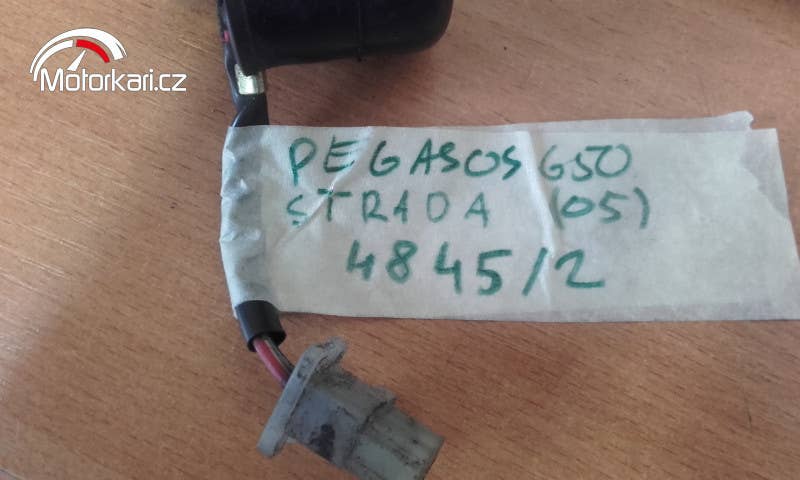 Motorkari.cz
PEGASOS 650
STRADA (05)
4845/2